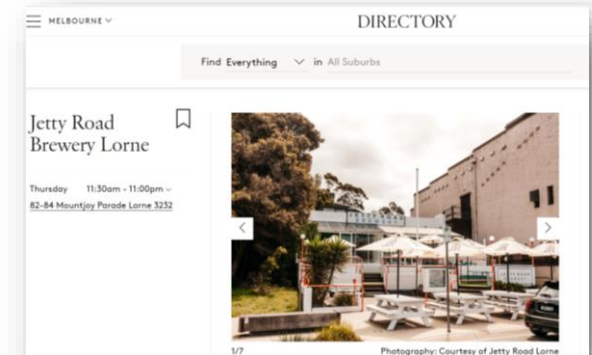 MELBOURNE
DIRECTORY
Find Everything in All Suburbs
Jetty Road
Brewery Lorne
Thursday 11:30am - 11:00pm
82-84 Mountjoy Parade Lorne 3232
1/7
Photography: Courtesy of Jetty Road Lorne